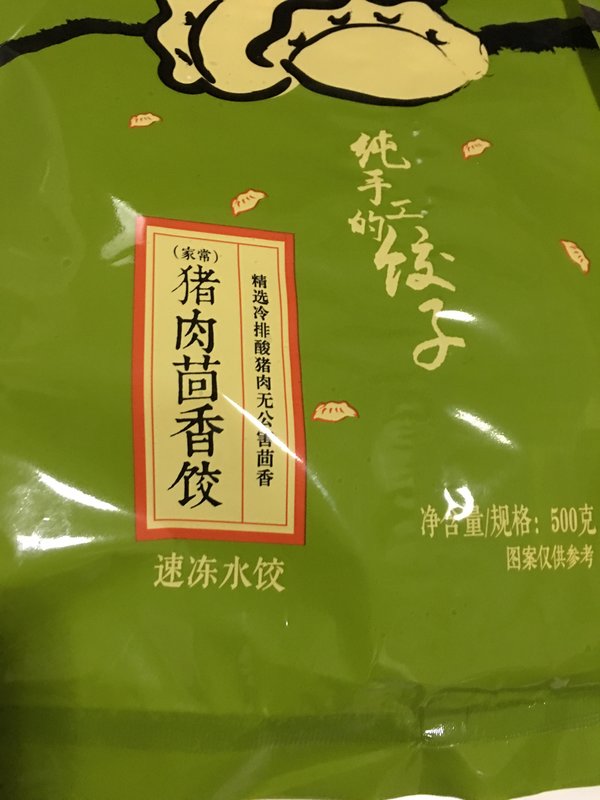 纯手工的饺子
（家常）
猪肉茴香饺
精选冷排酸猪肉无公害茴香
速冻水饺
净含量/规格：500克
图案仅供参考